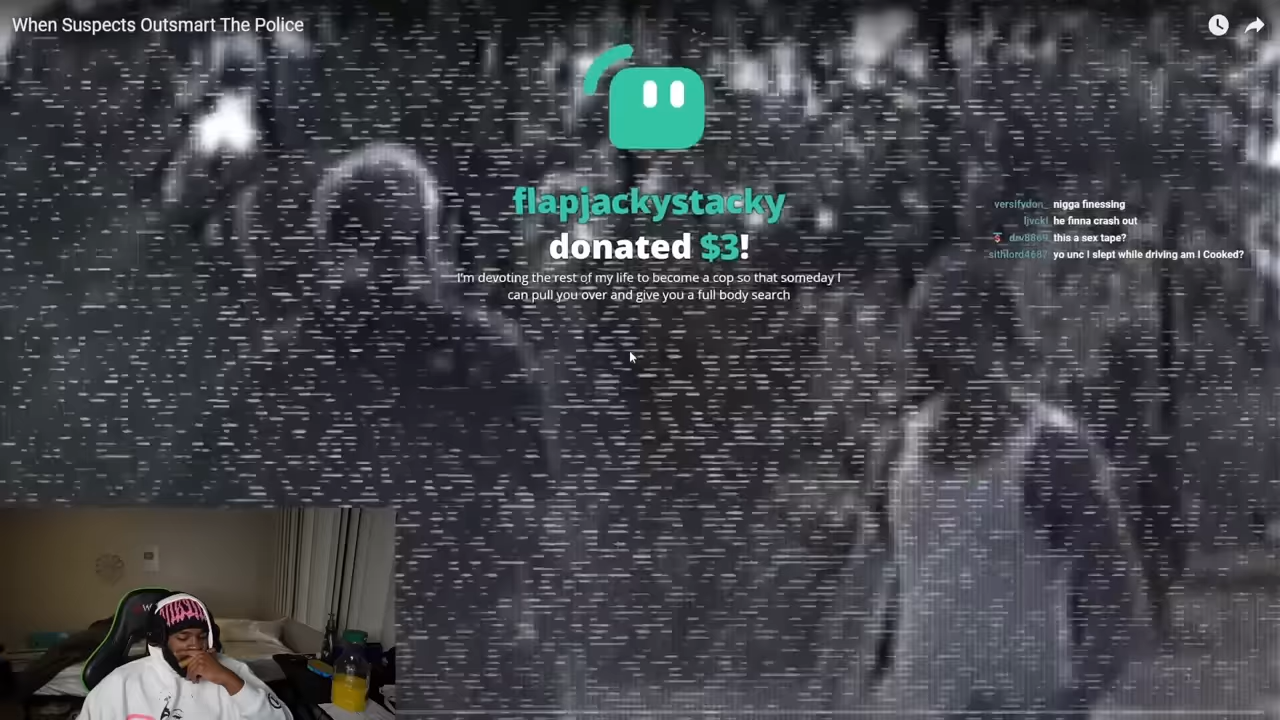 When Suspects Outsmart The Police
flapjackystacky
donated $3!
I'm devoting the rest of my life to become a cop so that someday I
can pull you over and give you a full body search
versifydon_ nigga finessing
ljvckl he finna crash out
dav8869 this a sex tape?
sithlord4687 yo unc I slept while driving am I Cooked?